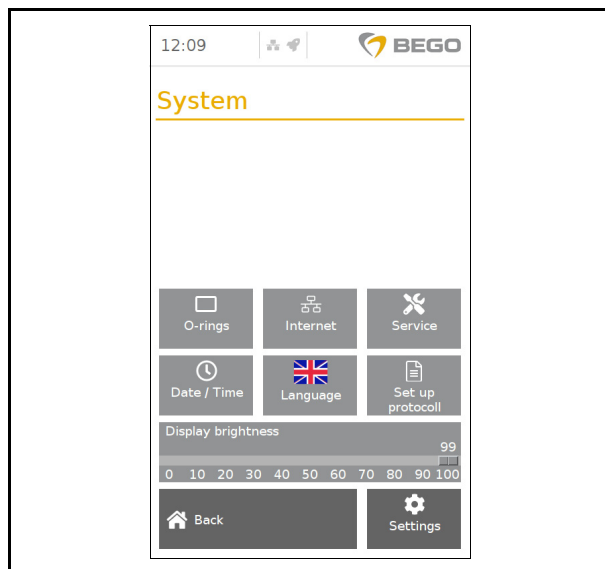 12:09
BEGO
System
O-rings
Internet
Service
Date / Time
Language
Set up
protocoll
Display brightness
99
0 10 20 30 40 50 60 70 80 90 100
Back
Settings